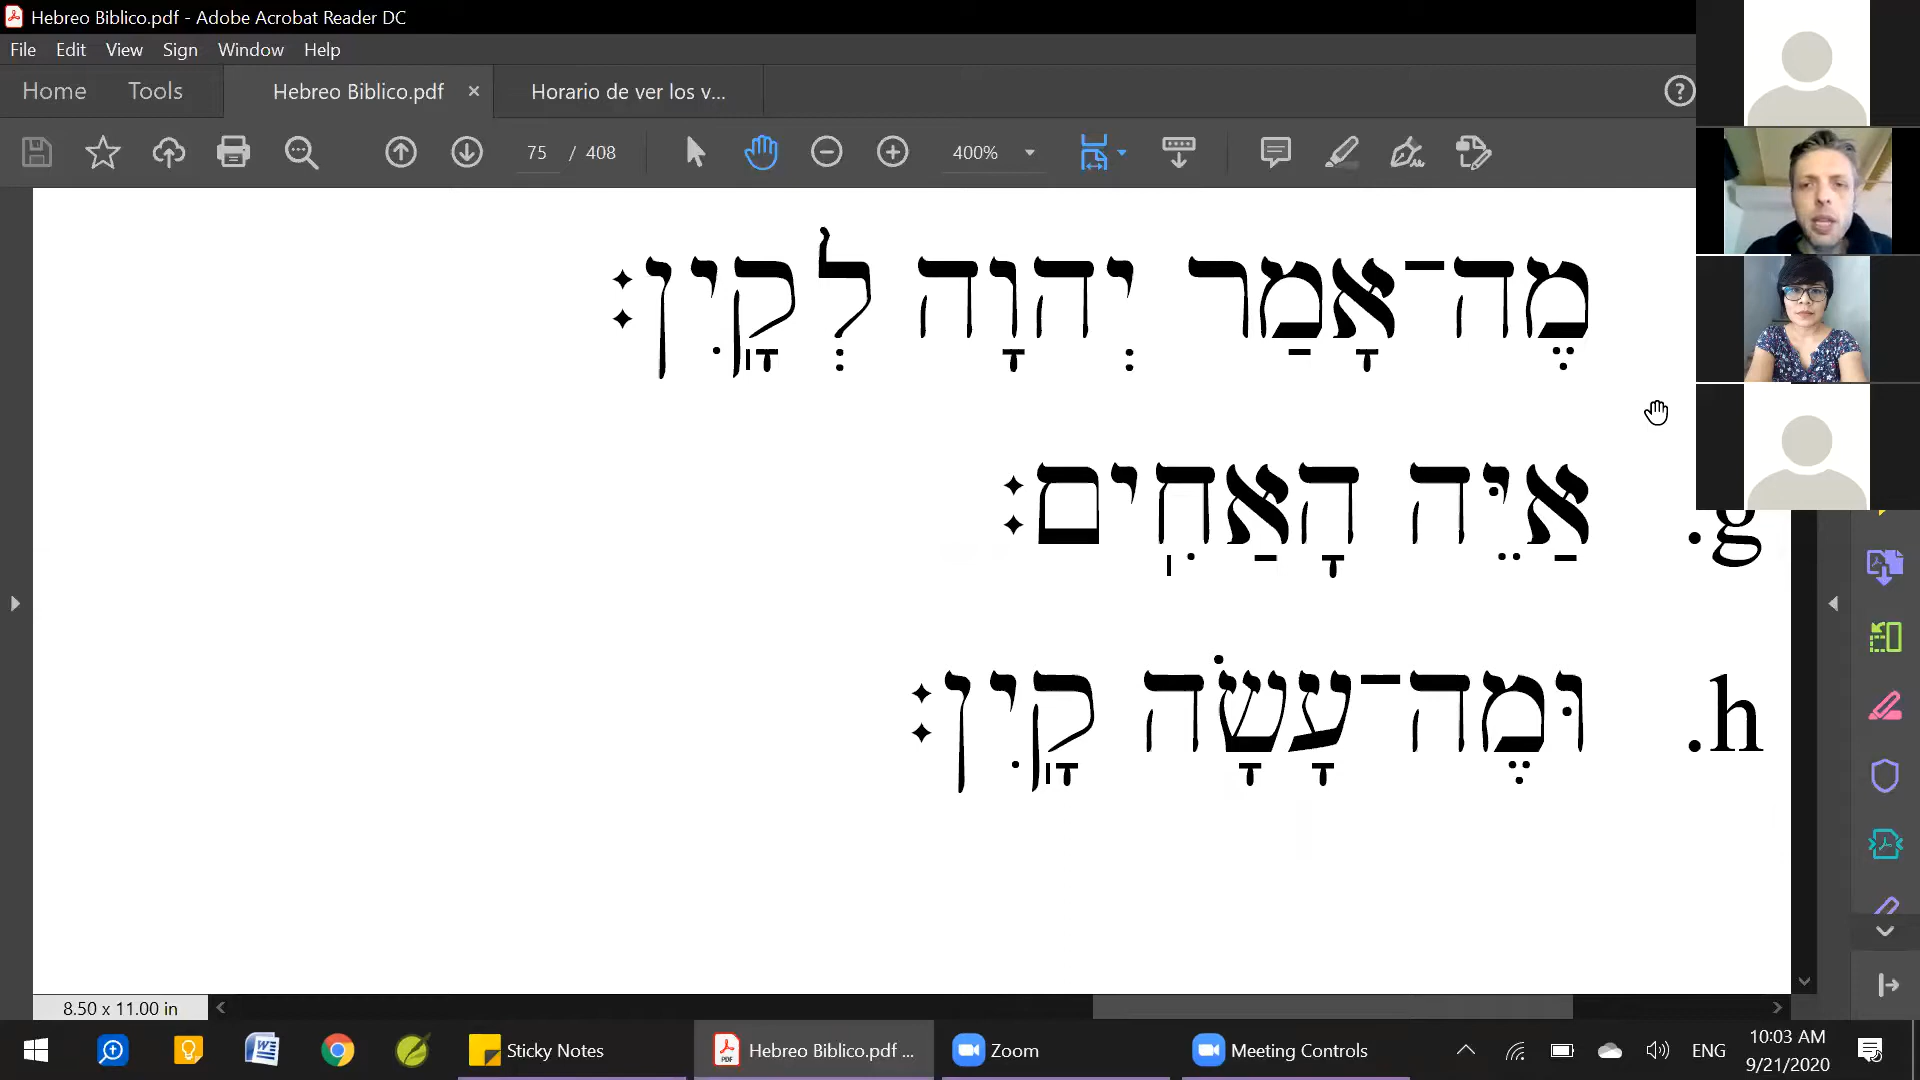 Hebreo Biblico.pdf - Adobe Acrobat Reader DC
File Edit View Sign Window Help
Home Tools Hebreo Biblico.pdf × Horario de ver los v...
75 / 408 400%
מֶה־אָמַר יְהוָה לְקָֽיִן׃
אַיֵּה הָאַחִֽים׃ .g
וּמֶה־עָשָׂה קָֽיִן׃ .h
8.50 x 11.00 in
Sticky Notes Hebreo Biblico.pdf ... Zoom Meeting Controls ENG 10:03 AM
9/21/2020